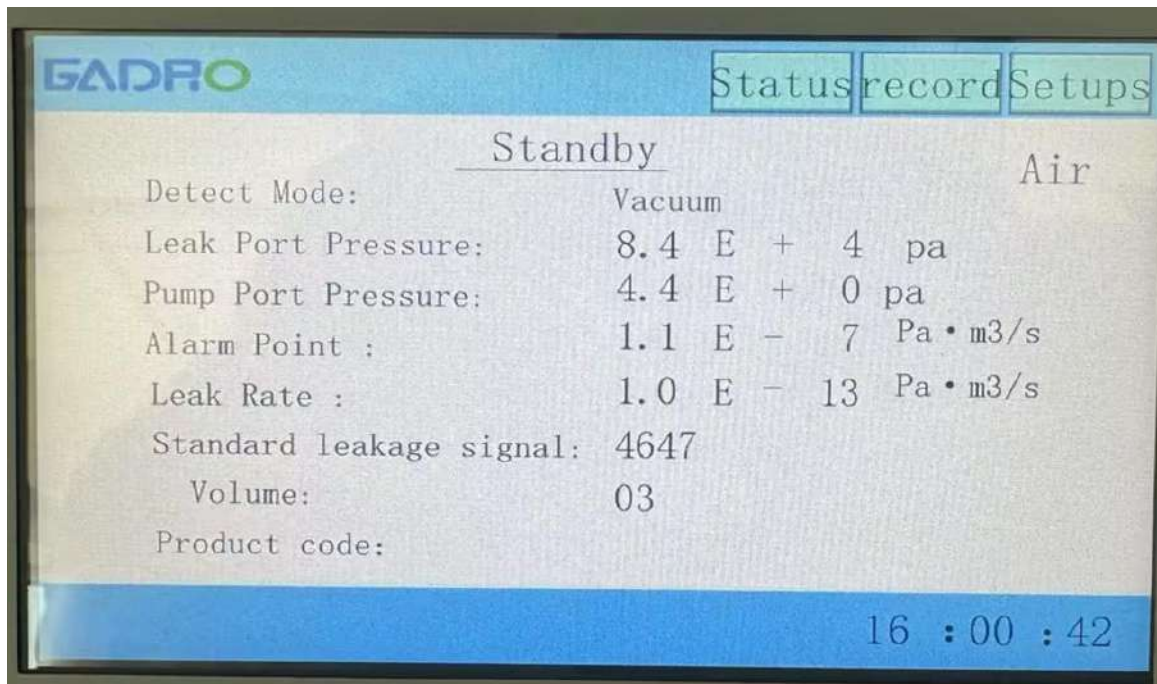 GADRO
Status record Setups
Standby
Air
Detect Mode: Vacuum
Leak Port Pressure: 8.4 E + 4 pa
Pump Port Pressure: 4.4 E + 0 pa
Alarm Point : 1.1 E - 7 Pa•m3/s
Leak Rate : 1.0 E - 13 Pa•m3/s
Standard leakage signal: 4647
Volume: 03
Product code:
16 :00 :42